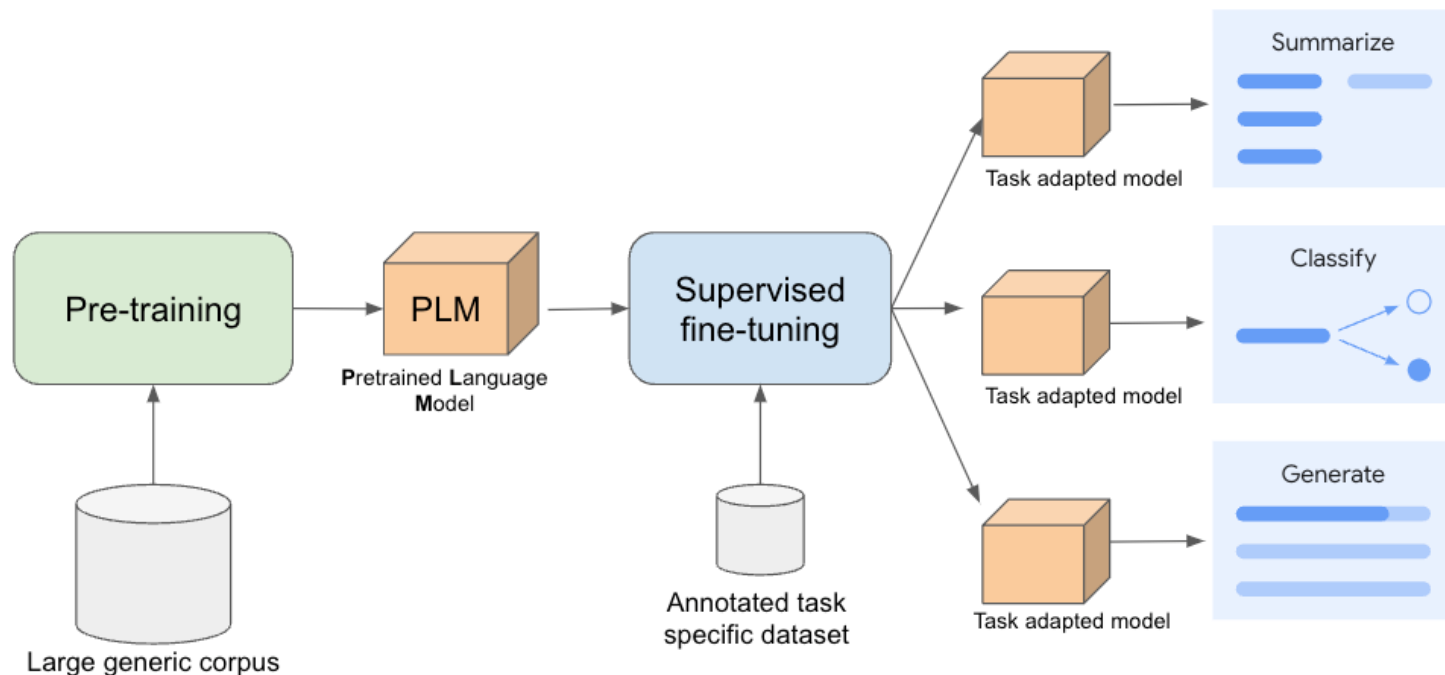 Pre-training
Large generic corpus
PLM
Pretrained Language
Model
Supervised
fine-tuning
Annotated task
specific dataset
Task adapted model
Summarize
Task adapted model
Classify
Task adapted model
Generate